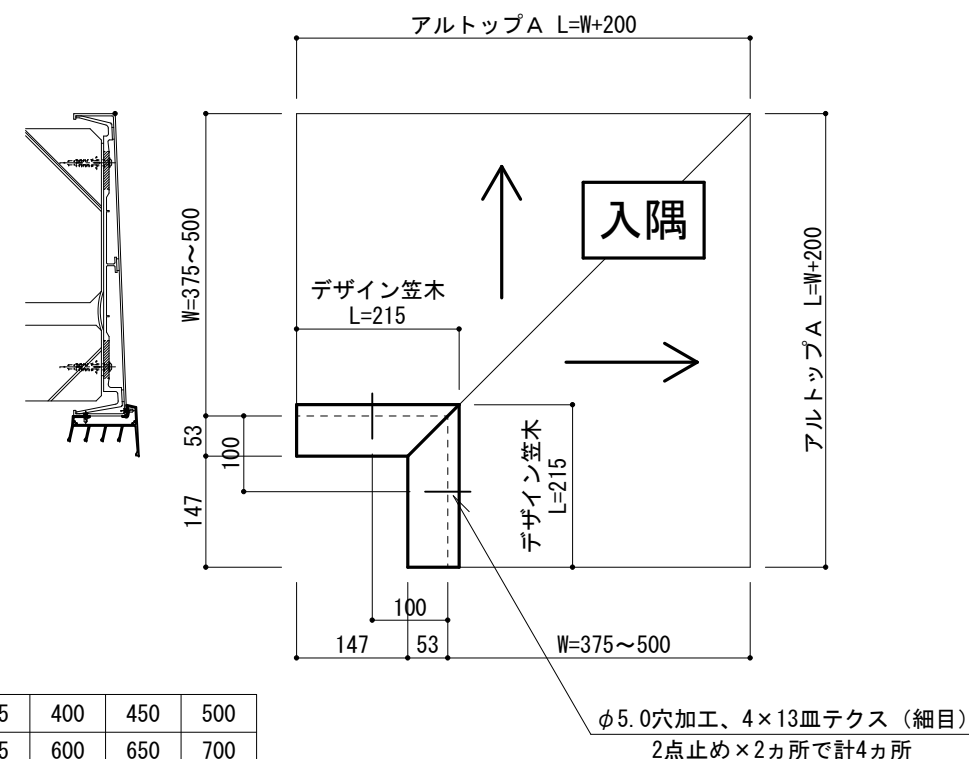 アルトップA L=W+200
W=375～500
デザイン笠木
L=215
入隅
アルトップA L=W+200
53
100
147
デザイン笠木
L=215
100
147
53
W=375～500
φ5.0穴加工、4×13皿テクス（細目）
2点止め×2ヵ所で計4ヵ所
5 400 450 500
5 600 650 700